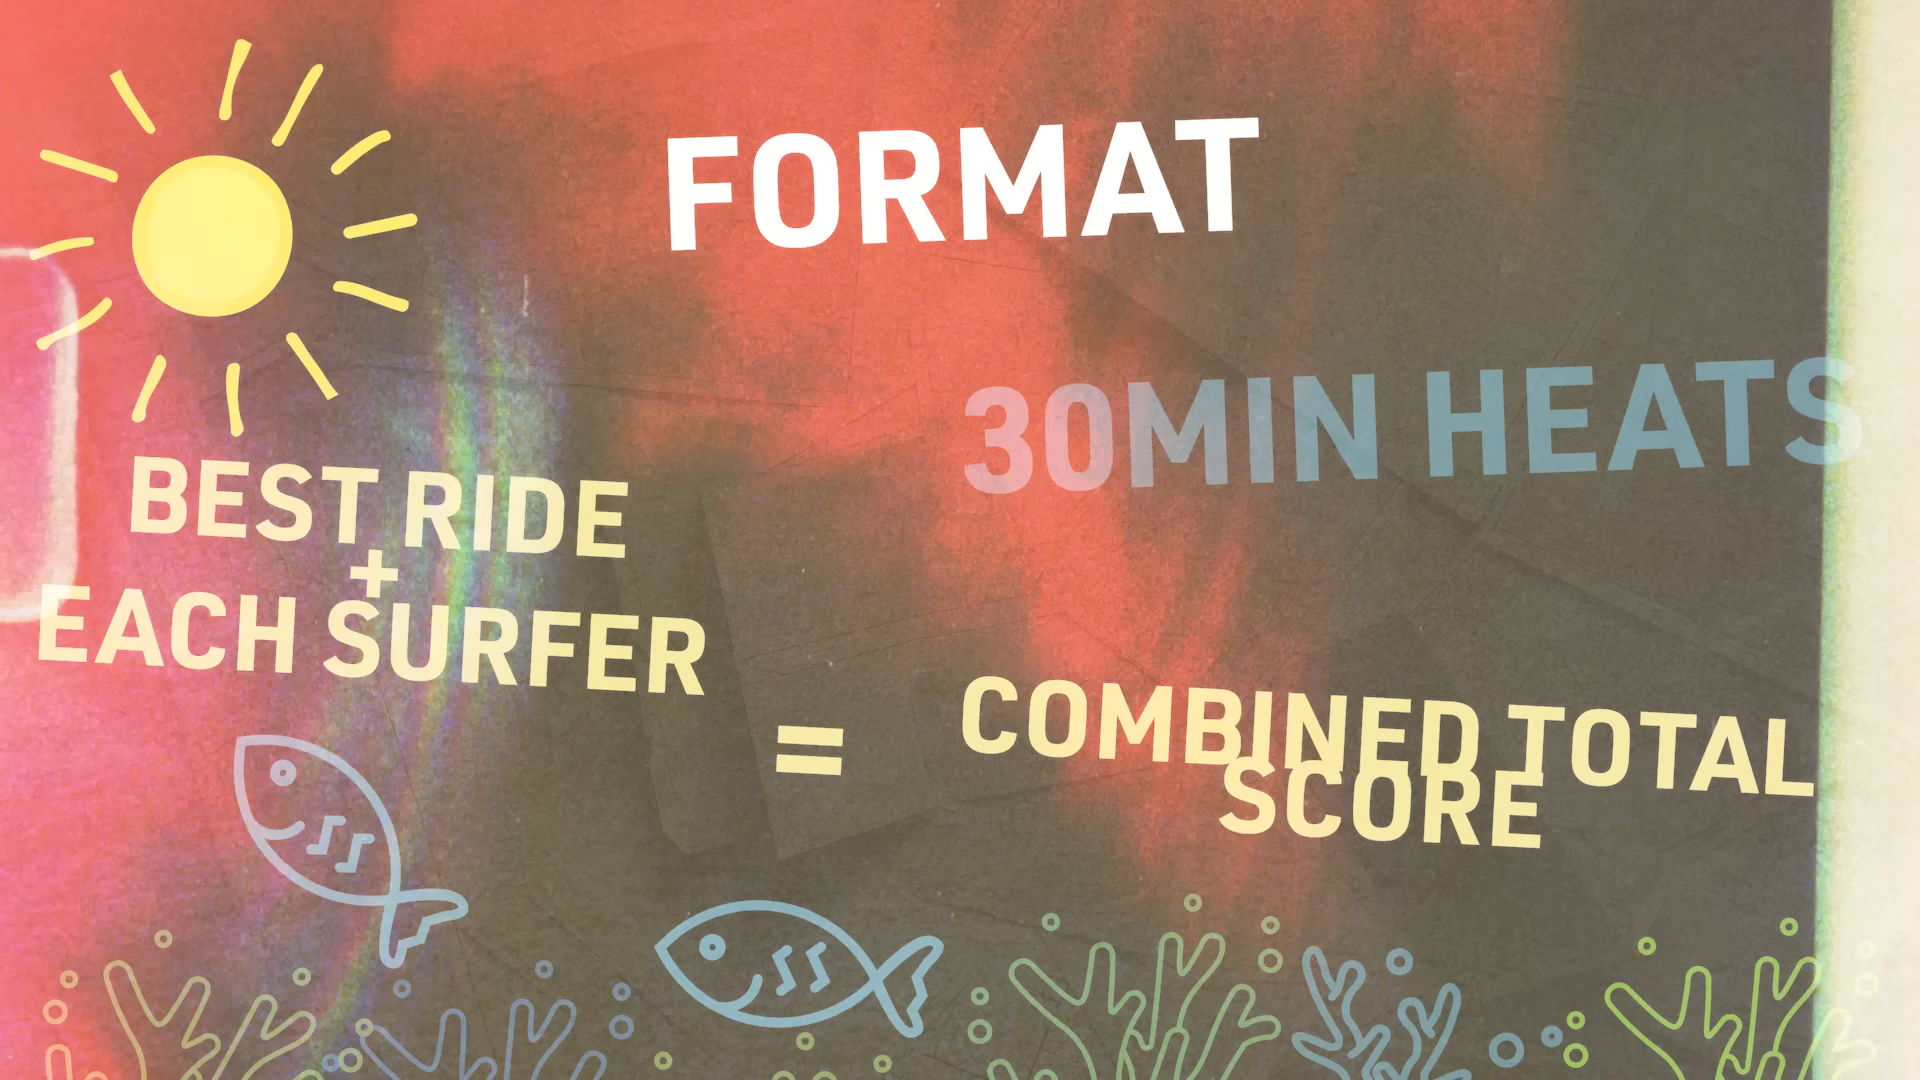 FORMAT
30MIN HEATS
BEST RIDE
+
EACH SURFER
=
COMBINED TOTAL
SCORE